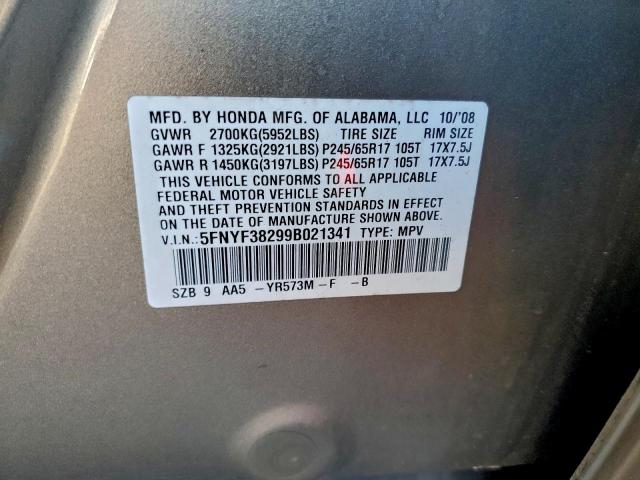 MFD. BY HONDA MFG. OF ALABAMA, LLC 10/'08
GVWR 2700KG(5952LBS) TIRE SIZE RIM SIZE
GAWR F 1325KG(2921LBS) P245/65R17 105T 17X7.5J
GAWR R 1450KG(3197LBS) P245/65R17 105T 17X7.5J
THIS VEHICLE CONFORMS TO ALL APPLICABLE
FEDERAL MOTOR VEHICLE SAFETY
AND THEFT PREVENTION STANDARDS IN EFFECT
ON THE DATE OF MANUFACTURE SHOWN ABOVE.
V.I.N.: 5FNYF38299B021341 TYPE: MPV
SZB 9 AA5 -YR573M-F -B